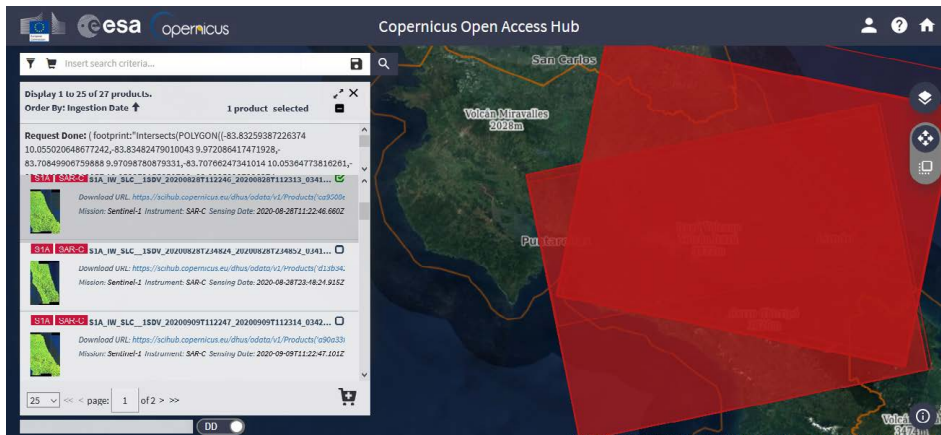 esa
opernicus
Copernicus Open Access Hub
Insert search criteria...
Display 1 to 25 of 27 products.
Order By: Ingestion Date
1 product selected
Request Done: ( footprint:"Intersects(POLYGON((-83.83259387226374
10.055020648677242,-83.83482479010043 9.972086417471928,-
83.70849906759888 9.97098780879331,-83.70766247341014 10.05364773816261,-
S1A SAR-C S1A_IW_SLC__1SDV_20200828T112246_20200828T112313_0341...
Download URL: https://scihub.copernicus.eu/dhus/odata/v1/Products('ca9500e
Mission: Sentinel-1 Instrument: SAR-C Sensing Date: 2020-08-28T11:22:46.660Z
S1A SAR-C S1A_IW_SLC__1SDV_20200828T234824_20200828T234852_0341...
Download URL: https://scihub.copernicus.eu/dhus/odata/v1/Products('d13b34
Mission: Sentinel-1 Instrument: SAR-C Sensing Date: 2020-08-28T23:48:24.915Z
S1A SAR-C S1A_IW_SLC__1SDV_20200909T112247_20200909T112314_0342...
Download URL: https://scihub.copernicus.eu/dhus/odata/v1/Products('a90a33
Mission: Sentinel-1 Instrument: SAR-C Sensing Date: 2020-09-09T11:22:47.101Z
25 << < page: 1 of 2 > >>
DD
San Carlos
Volcán Miravalles
2028m